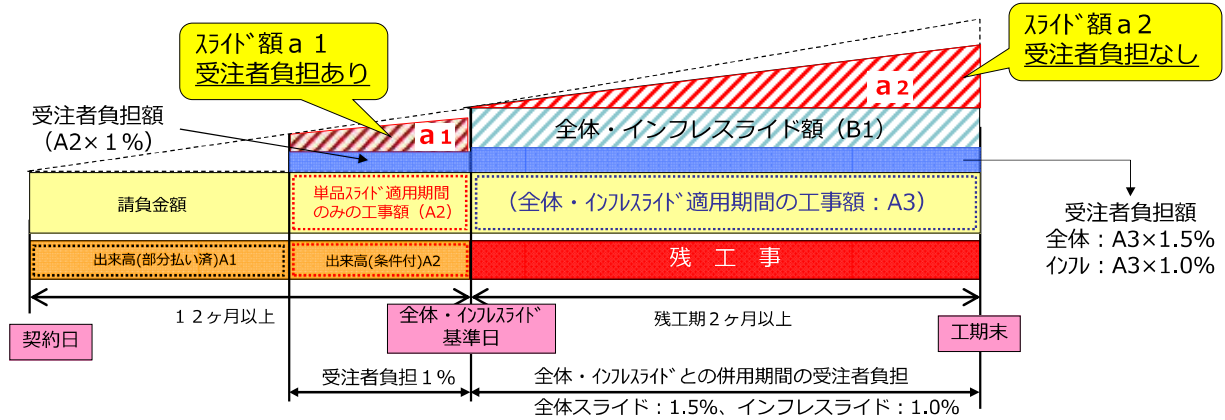 ｽﾗｲﾄﾞ額ａ１
受注者負担あり
ｽﾗｲﾄﾞ額ａ２
受注者負担なし
受注者負担額
（A2×１%）
ａ１
ａ２
全体・インフレスライド額（B1）
請負金額
単品ｽﾗｲﾄﾞ適用期間
のみの工事額（A2）
（全体・ｲﾝﾌﾚｽﾗｲﾄﾞ適用期間の工事額：A3）
受注者負担額
全体：A3×1.5%
ｲﾝﾌﾚ：A3×1.0%
出来高(部分払い済)A1
出来高(条件付)A2
残　工　事
１２ヶ月以上
残工期２ヶ月以上
契約日
全体・ｲﾝﾌﾚｽﾗｲﾄﾞ
基準日
工期末
受注者負担１%
全体・ｲﾝﾌﾚｽﾗｲﾄﾞとの併用期間の受注者負担
全体スライド：1.5%、インフレスライド：1.0%